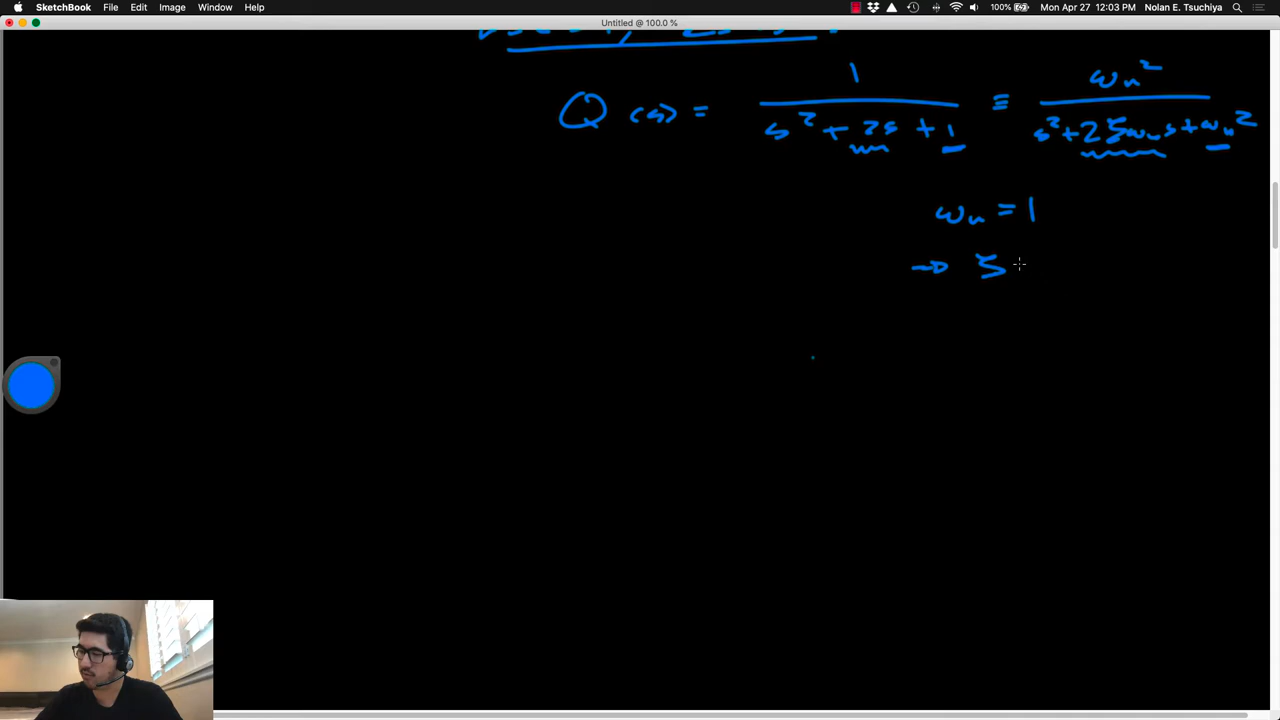 SketchBook File Edit Image Window Help 100% Mon Apr 27 12:03 PM Nolan E. Tsuchiya
Untitled @ 100.0 %
Q(s) = 1 / (s² + 2s + 1) ≡ ωn² / (s² + 2ζωns + ωn²)
ωn = 1
→ ζ